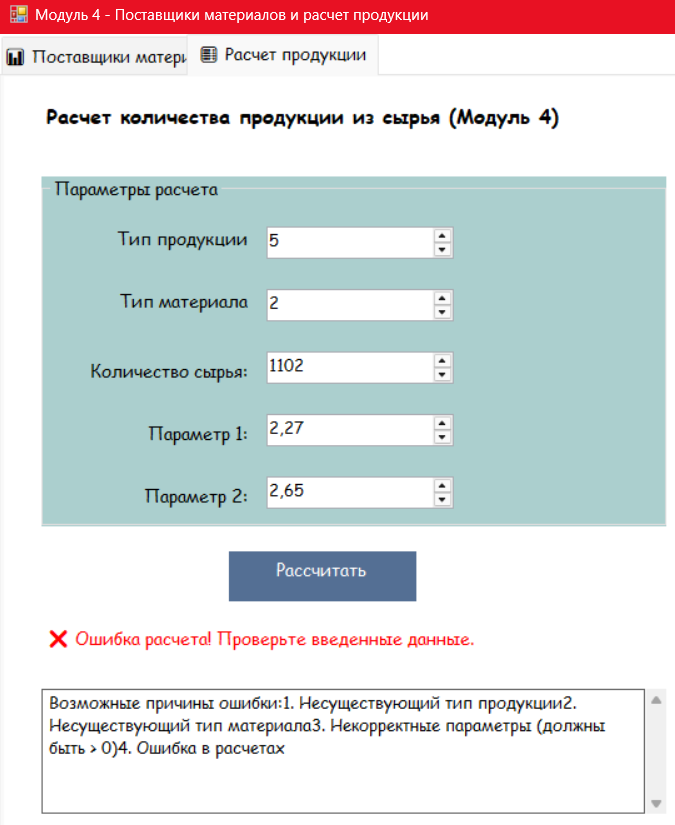 Модуль 4 - Поставщики материалов и расчет продукции
Поставщики матери
Расчет продукции
Расчет количества продукции из сырья (Модуль 4)
Параметры расчета
Тип продукции 5
Тип материала 2
Количество сырья: 1102
Параметр 1: 2,27
Параметр 2: 2,65
Рассчитать
❌ Ошибка расчета! Проверьте введенные данные.
Возможные причины ошибки:1. Несуществующий тип продукции2.
Несуществующий тип материала3. Некорректные параметры (должны
быть > 0)4. Ошибка в расчетах